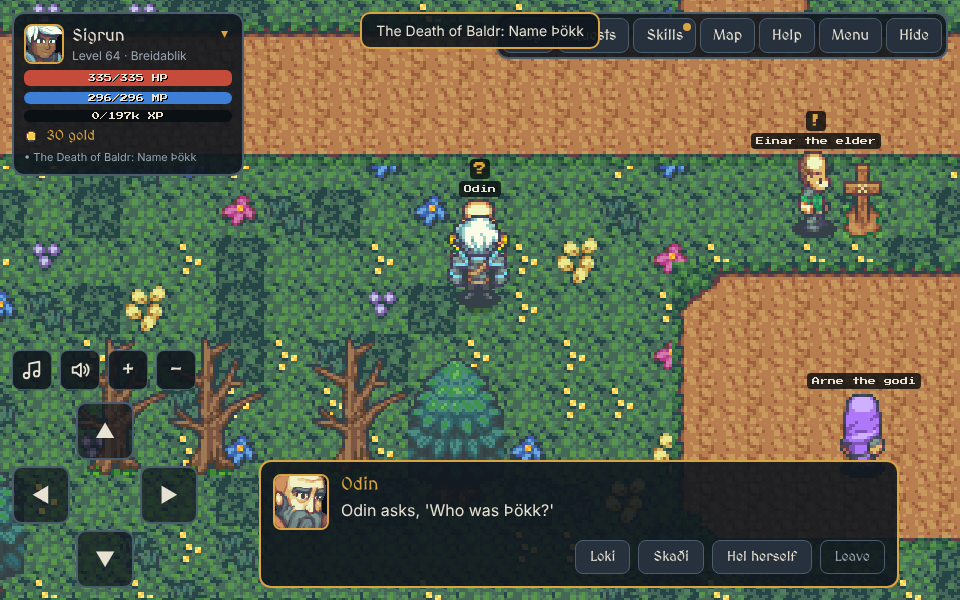 Sigrun
Level 64 · Breidablik
335/335 HP
296/296 MP
0/197k XP
30 gold
• The Death of Baldr: Name Þökk
The Death of Baldr: Name Þökk
Skills
Map
Help
Menu
Hide
!
Einar the elder
?
Odin
Arne the godi
+
−
Odin
Odin asks, 'Who was Þökk?'
Loki
Skaði
Hel herself
Leave